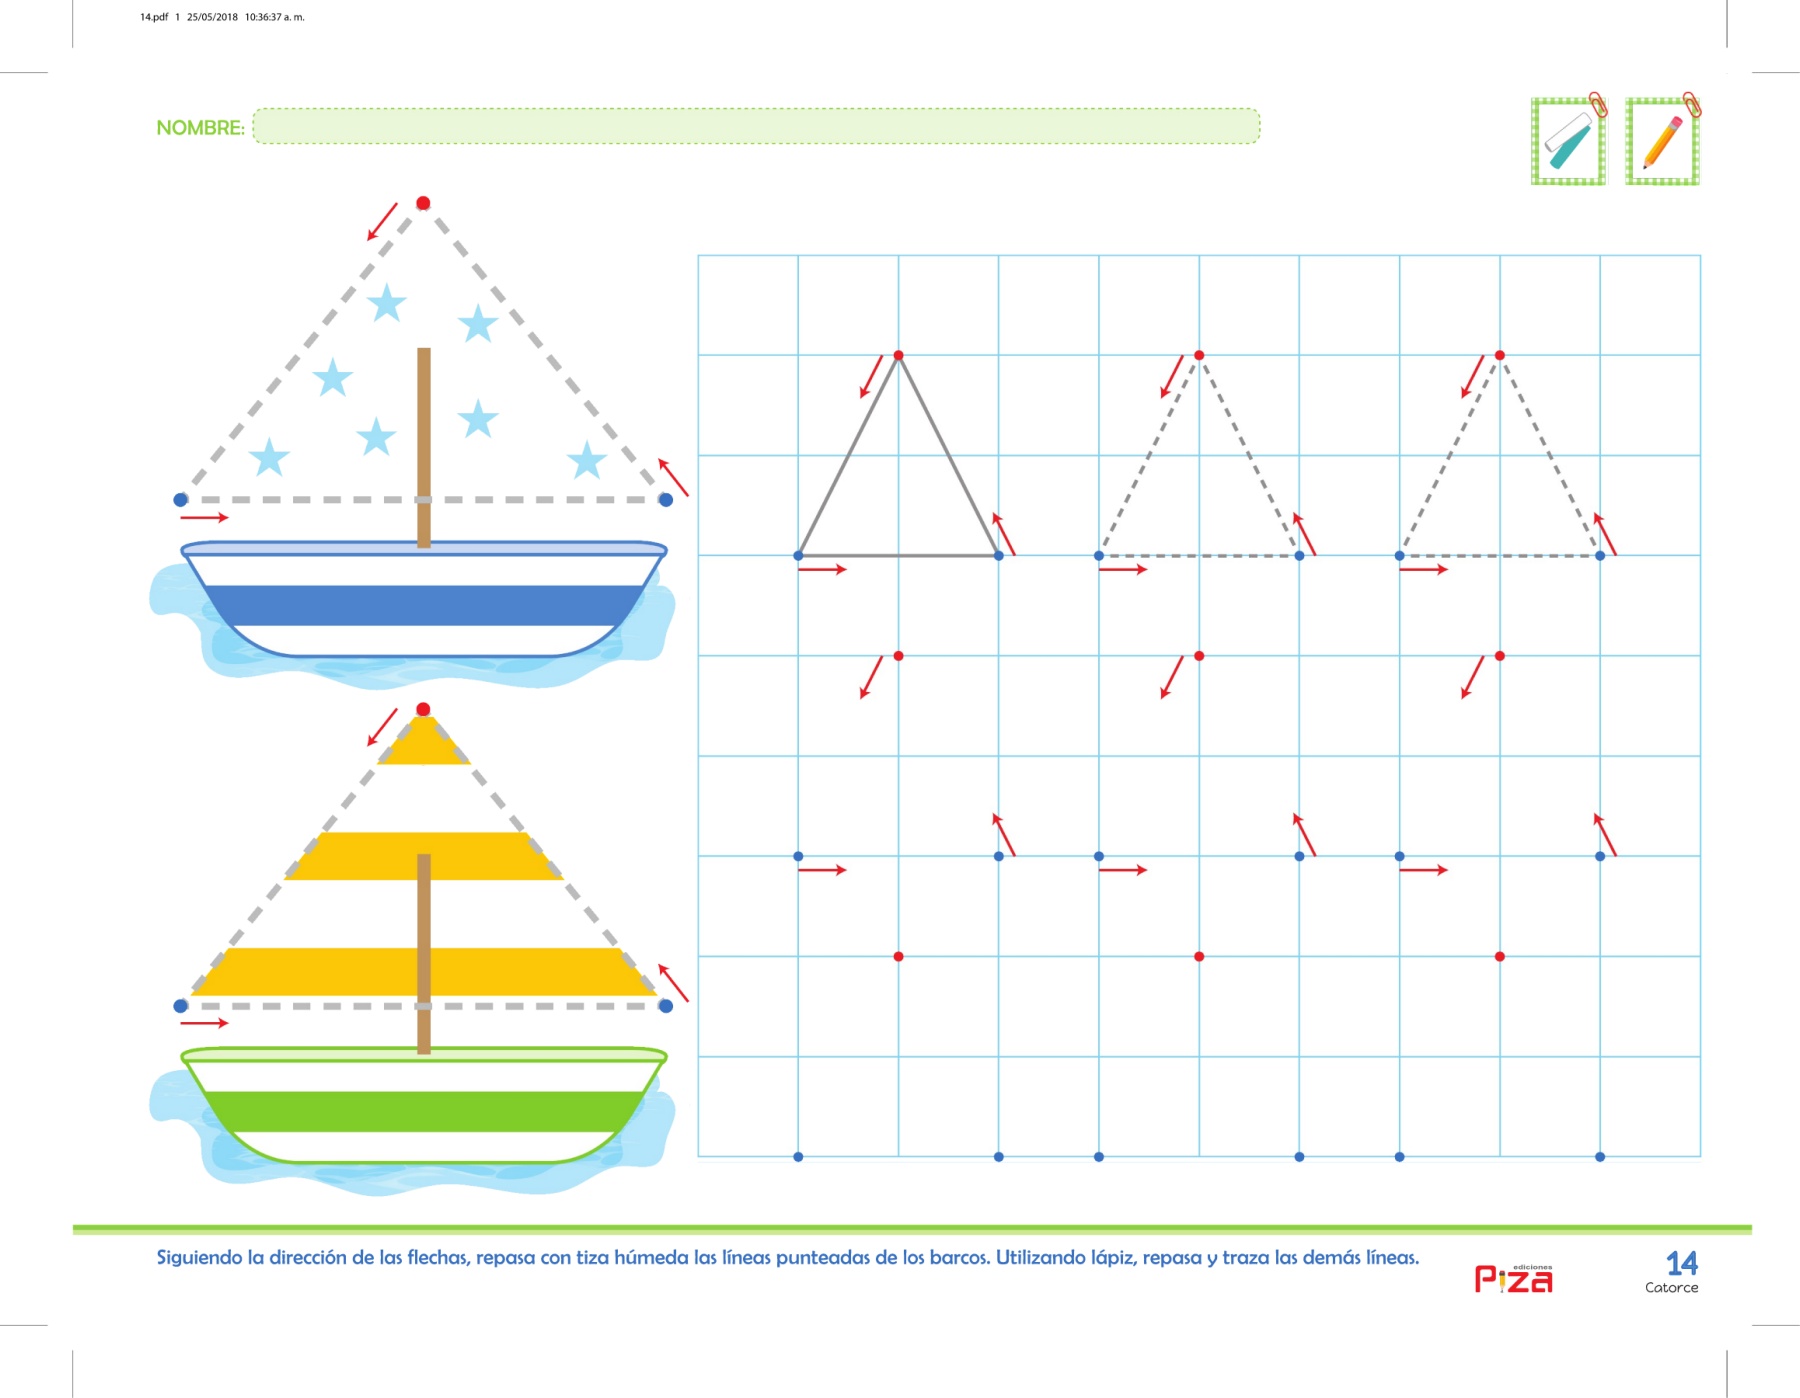 14.pdf 1 25/05/2018 10:36:37 a. m.
NOMBRE:
Siguiendo la dirección de las flechas, repasa con tiza húmeda las líneas punteadas de los barcos. Utilizando lápiz, repasa y traza las demás líneas.
ediciones
Piza
14
Catorce